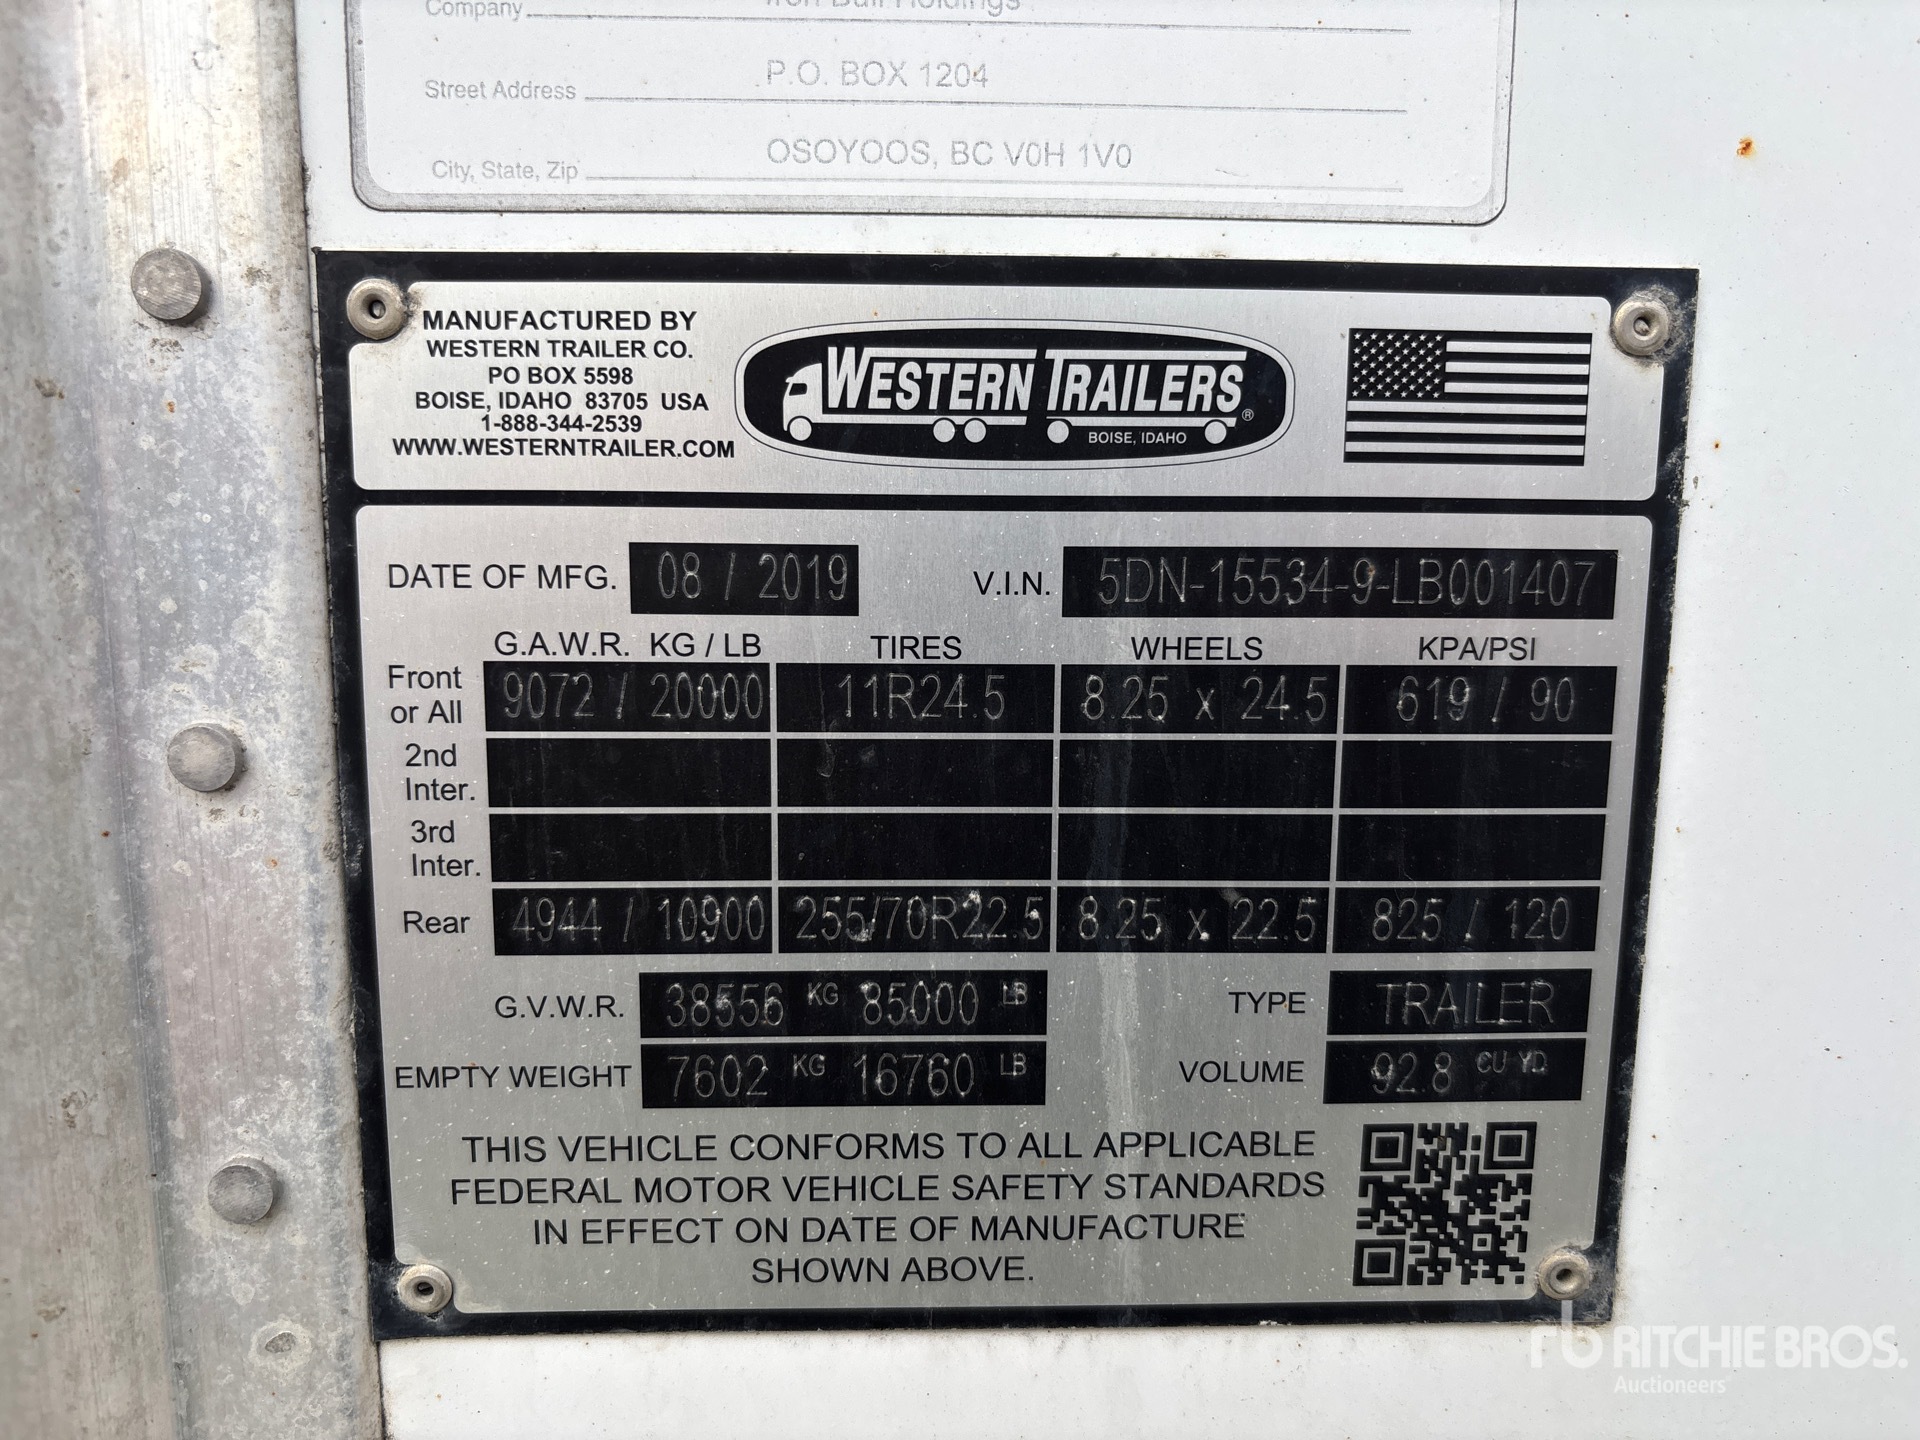 Company
Iron Bull Holdings
Street Address P.O. BOX 1204
City, State, Zip OSOYOOS, BC V0H 1V0
MANUFACTURED BY
WESTERN TRAILER CO.
PO BOX 5598
BOISE, IDAHO 83705 USA
1-888-344-2539
WWW.WESTERNTRAILER.COM
WESTERN TRAILERS ®
BOISE, IDAHO
DATE OF MFG. 08 / 2019 V.I.N. 5DN-15534-9-LB001407
G.A.W.R. KG / LB TIRES WHEELS KPA/PSI
Front or All 9072 / 20000 11R24.5 8.25 x 24.5 619 / 90
2nd Inter.
3rd Inter.
Rear 4944 / 10900 255/70R22.5 8.25 x 22.5 825 / 120
G.V.W.R. 38556 KG 85000 LB TYPE TRAILER
EMPTY WEIGHT 7602 KG 16760 LB VOLUME 92.8 CU YD.
THIS VEHICLE CONFORMS TO ALL APPLICABLE
FEDERAL MOTOR VEHICLE SAFETY STANDARDS
IN EFFECT ON DATE OF MANUFACTURE
SHOWN ABOVE.
rb RITCHIE BROS.
Auctioneers